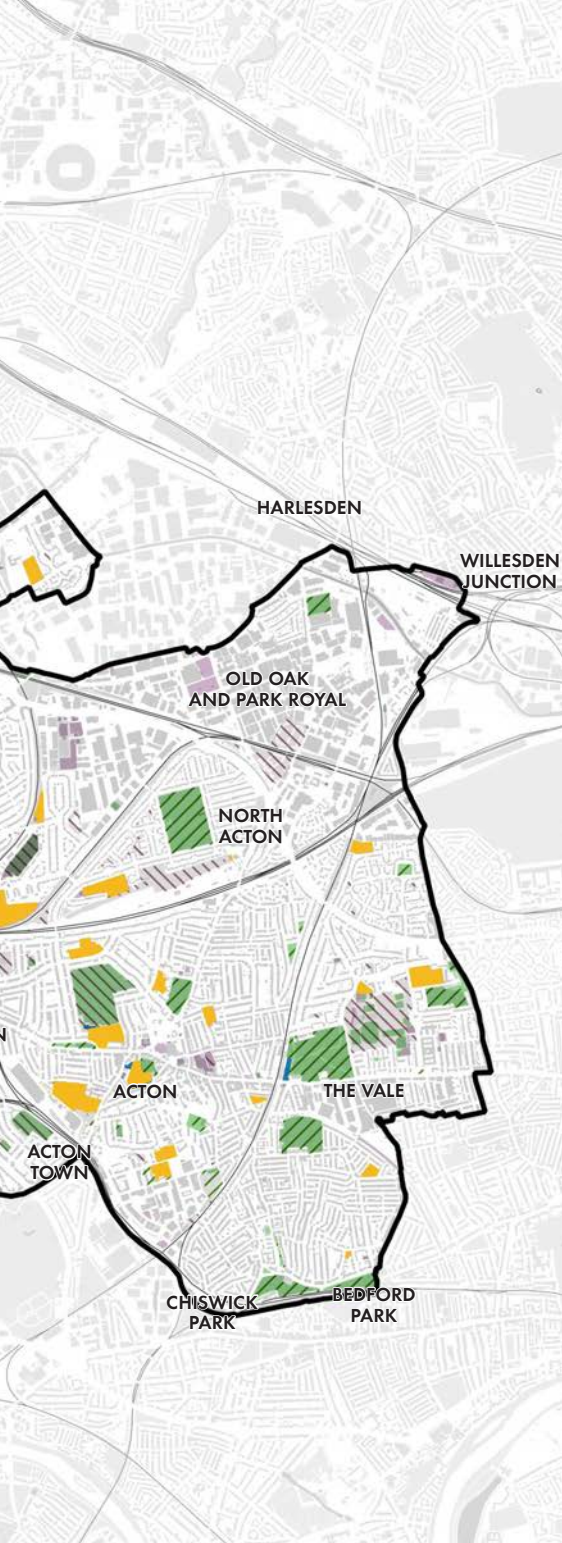 HARLESDEN
WILLESDEN
JUNCTION
OLD OAK
AND PARK ROYAL
NORTH
ACTON
N
ACTON
THE VALE
ACTON
TOWN
CHISWICK
PARK
BEDFORD
PARK